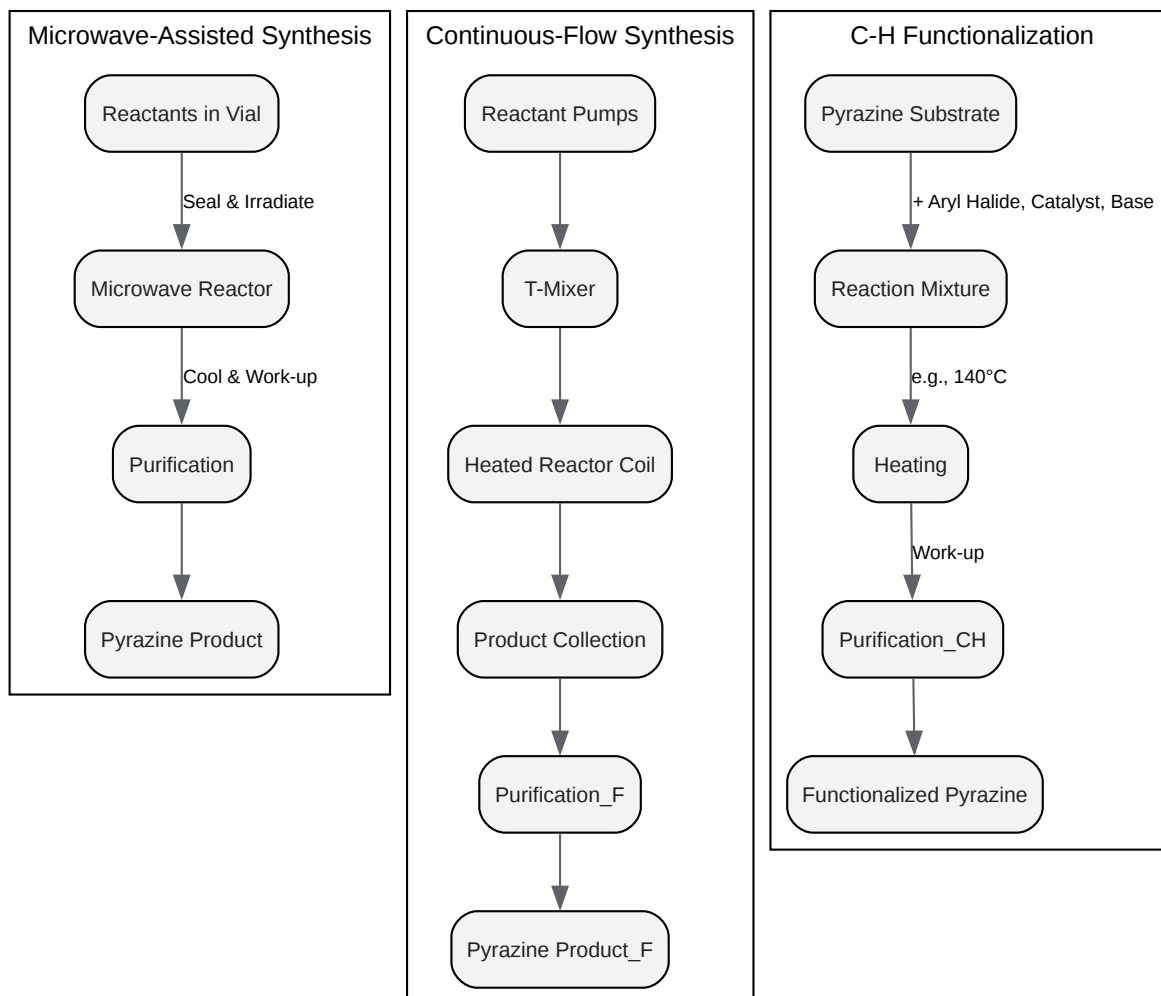 Microwave-Assisted Synthesis
Reactants in Vial
Seal & Irradiate
Microwave Reactor
Cool & Work-up
Purification
Pyrazine Product
Continuous-Flow Synthesis
Reactant Pumps
T-Mixer
Heated Reactor Coil
Product Collection
Purification_F
Pyrazine Product_F
C-H Functionalization
Pyrazine Substrate
+ Aryl Halide, Catalyst, Base
Reaction Mixture
e.g., 140°C
Heating
Work-up
Purification_CH
Functionalized Pyrazine